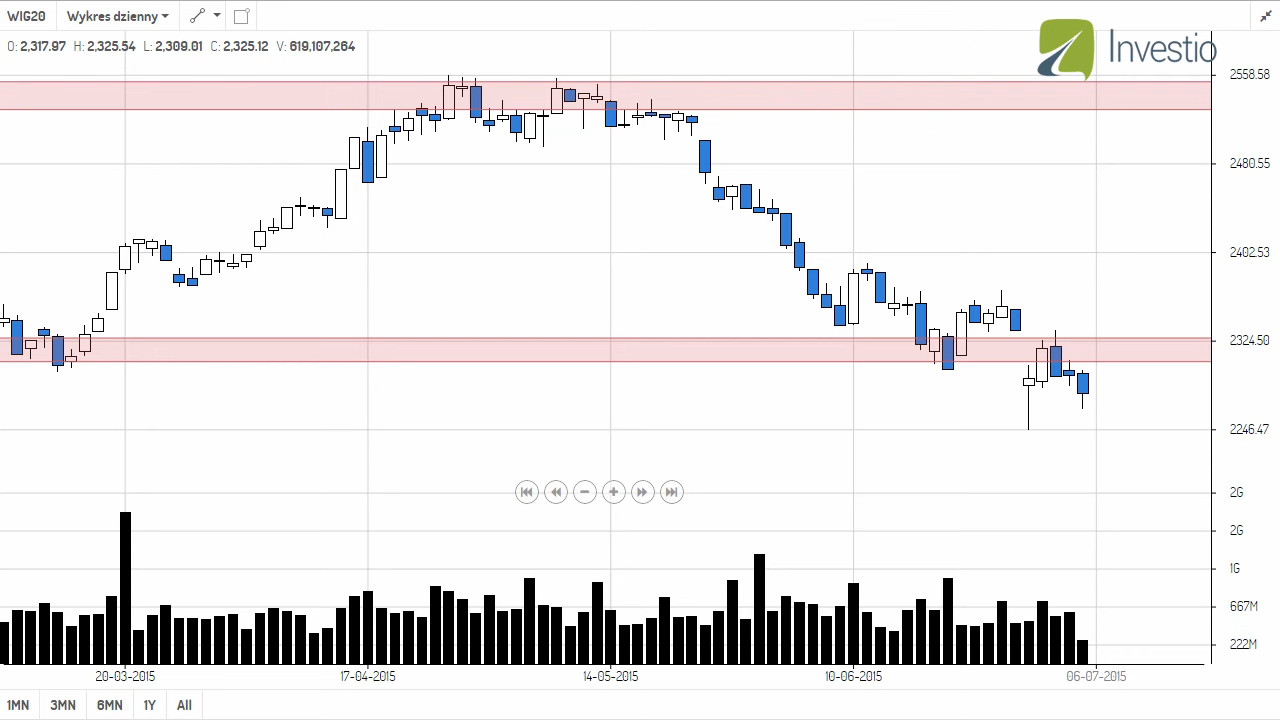 WIG20 Wykres dzienny
O: 2,317.97 H: 2,325.54 L: 2,309.01 C: 2,325.12 V: 619,107,264
Investio
2558.58
2480.55
2402.53
2324.50
2246.47
2G
2G
1G
667M
222M
20-03-2015 17-04-2015 14-05-2015 10-06-2015 06-07-2015
1MN 3MN 6MN 1Y All